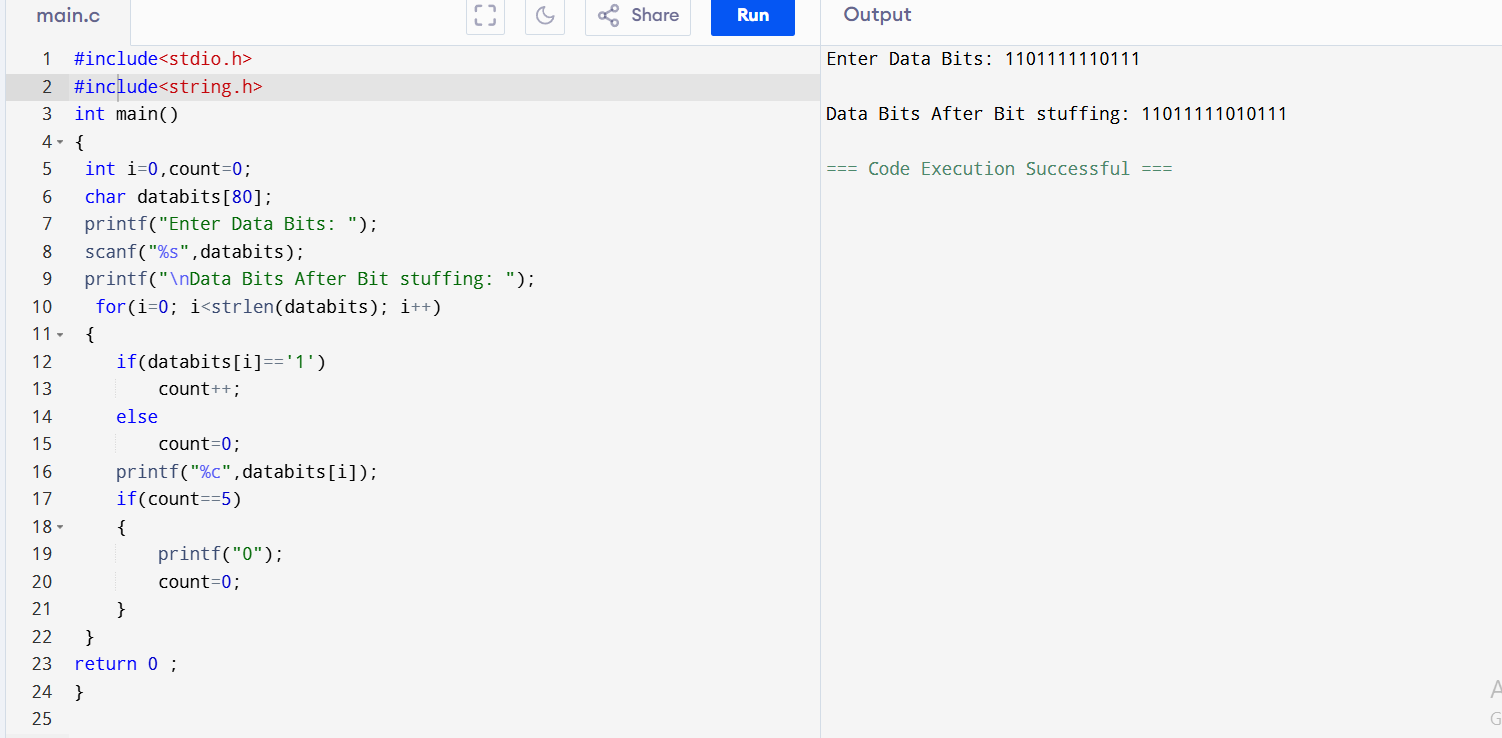 main.c
Share
Run
Output
1 #include<stdio.h>
2 #include<string.h>
3 int main()
4 {
5 int i=0,count=0;
6 char databits[80];
7 printf("Enter Data Bits: ");
8 scanf("%s",databits);
9 printf("\nData Bits After Bit stuffing: ");
10 for(i=0; i<strlen(databits); i++)
11 {
12 if(databits[i]=='1')
13 count++;
14 else
15 count=0;
16 printf("%c",databits[i]);
17 if(count==5)
18 {
19 printf("0");
20 count=0;
21 }
22 }
23 return 0 ;
24 }
25
Enter Data Bits: 1101111110111
Data Bits After Bit stuffing: 11011111010111
=== Code Execution Successful ===
A
G